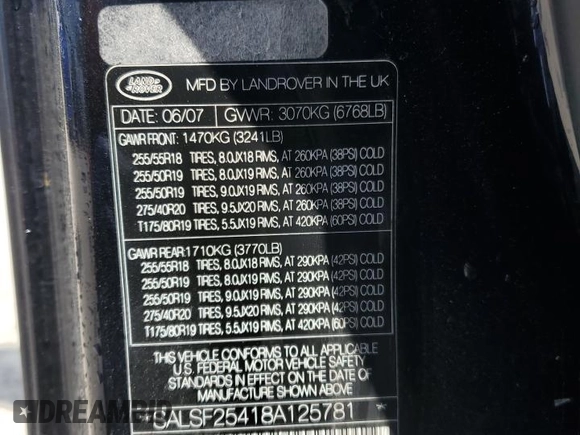 LAND
ROVER
MFD BY LANDROVER IN THE UK
DATE: 06/07 GVWR: 3070KG (6768LB)
GAWR FRONT: 1470KG (3241LB)
255/55R18 TIRES, 8.0JX18 RIMS, AT 260KPA (38PSI) COLD
255/50R19 TIRES, 8.0JX19 RIMS, AT 260KPA (38PSI) COLD
255/50R19 TIRES, 9.0JX19 RIMS, AT 260KPA (38PSI) COLD
275/40R20 TIRES, 9.5JX20 RIMS, AT 260KPA (38PSI) COLD
T175/80R19 TIRES, 5.5JX19 RIMS, AT 420KPA (60PSI) COLD
GAWR REAR: 1710KG (3770LB)
255/55R18 TIRES, 8.0JX18 RIMS, AT 290KPA (42PSI) COLD
255/50R19 TIRES, 8.0JX19 RIMS, AT 290KPA (42PSI) COLD
255/50R19 TIRES, 9.0JX19 RIMS, AT 290KPA (42PSI) COLD
275/40R20 TIRES, 9.5JX20 RIMS, AT 290KPA (42PSI) COLD
T175/80R19 TIRES, 5.5JX19 RIMS, AT 420KPA (60PSI) COLD
THIS VEHICLE CONFORMS TO ALL APPLICABLE
U.S. FEDERAL MOTOR VEHICLE SAFETY
STANDARDS IN EFFECT ON THE DATE OF
MANUFACTURE SHOWN ABOVE
SALSF25418A125781